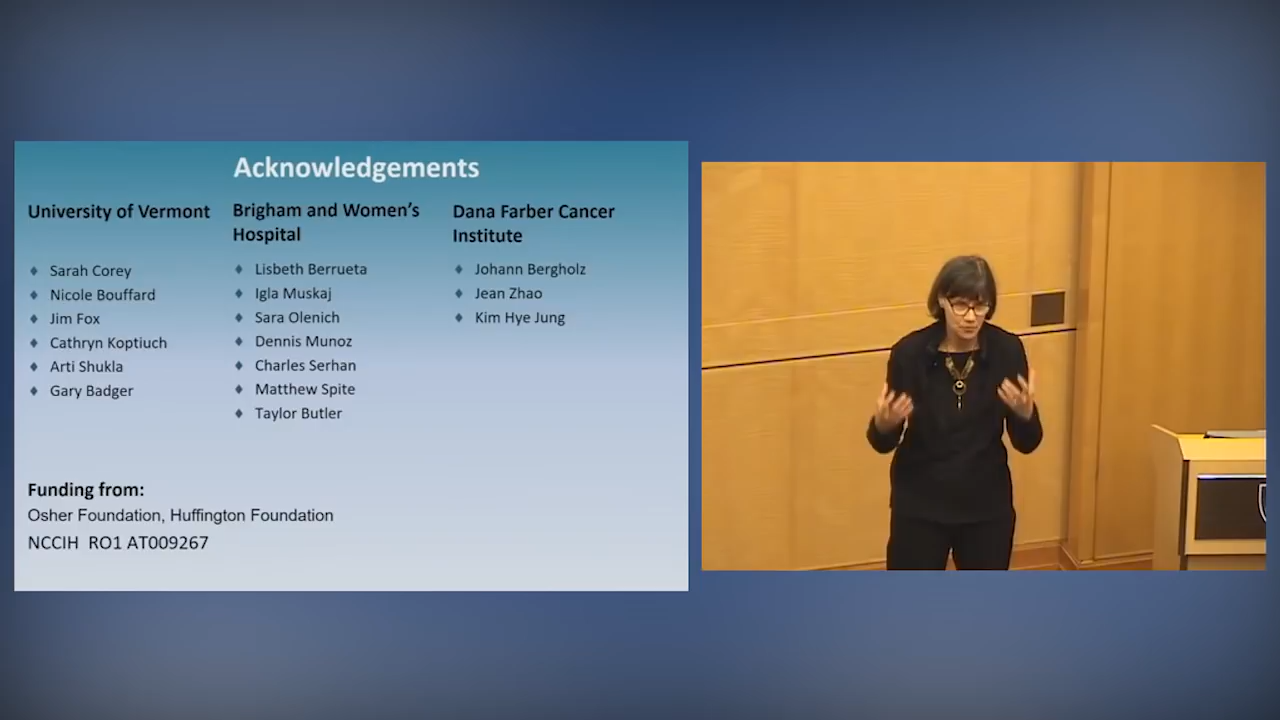 Acknowledgements
University of Vermont
Sarah Corey
Nicole Bouffard
Jim Fox
Cathryn Koptiuch
Arti Shukla
Gary Badger
Brigham and Women's
Hospital
Lisbeth Berrueta
Igla Muskaj
Sara Olenich
Dennis Munoz
Charles Serhan
Matthew Spite
Taylor Butler
Dana Farber Cancer
Institute
Johann Bergholz
Jean Zhao
Kim Hye Jung
Funding from:
Osher Foundation, Huffington Foundation
NCCIH RO1 AT009267